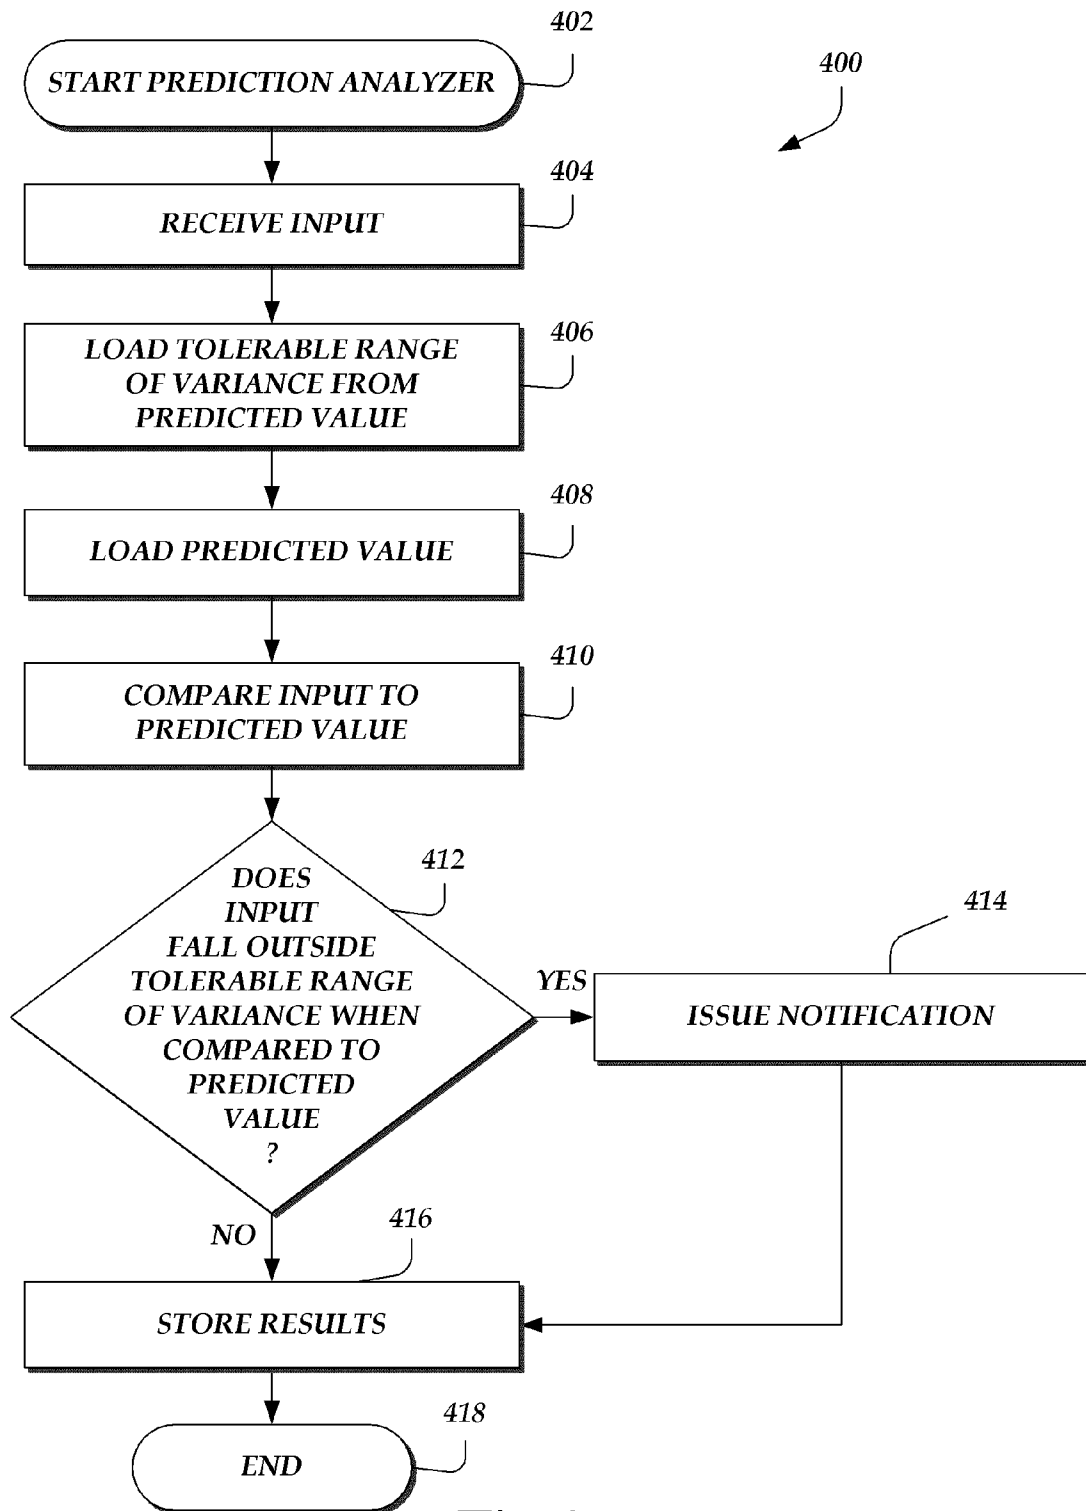 402
START PREDICTION ANALYZER
400
404
RECEIVE INPUT
406
LOAD TOLERABLE RANGE
OF VARIANCE FROM
PREDICTED VALUE
408
LOAD PREDICTED VALUE
410
COMPARE INPUT TO
PREDICTED VALUE
412
DOES
INPUT
FALL OUTSIDE
TOLERABLE RANGE
OF VARIANCE WHEN
COMPARED TO
PREDICTED
VALUE
?
YES
414
ISSUE NOTIFICATION
NO
416
STORE RESULTS
418
END